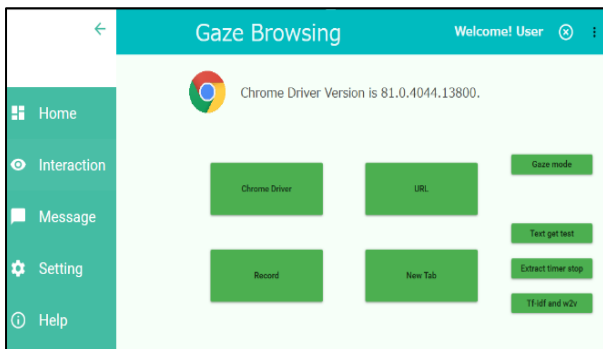 Gaze Browsing
Welcome! User
Chrome Driver Version is 81.0.4044.13800.
Home
Interaction
Message
Setting
Help
Chrome Driver
URL
Gaze mode
Text get test
Record
New Tab
Extract timer stop
Tf-idf and w2v